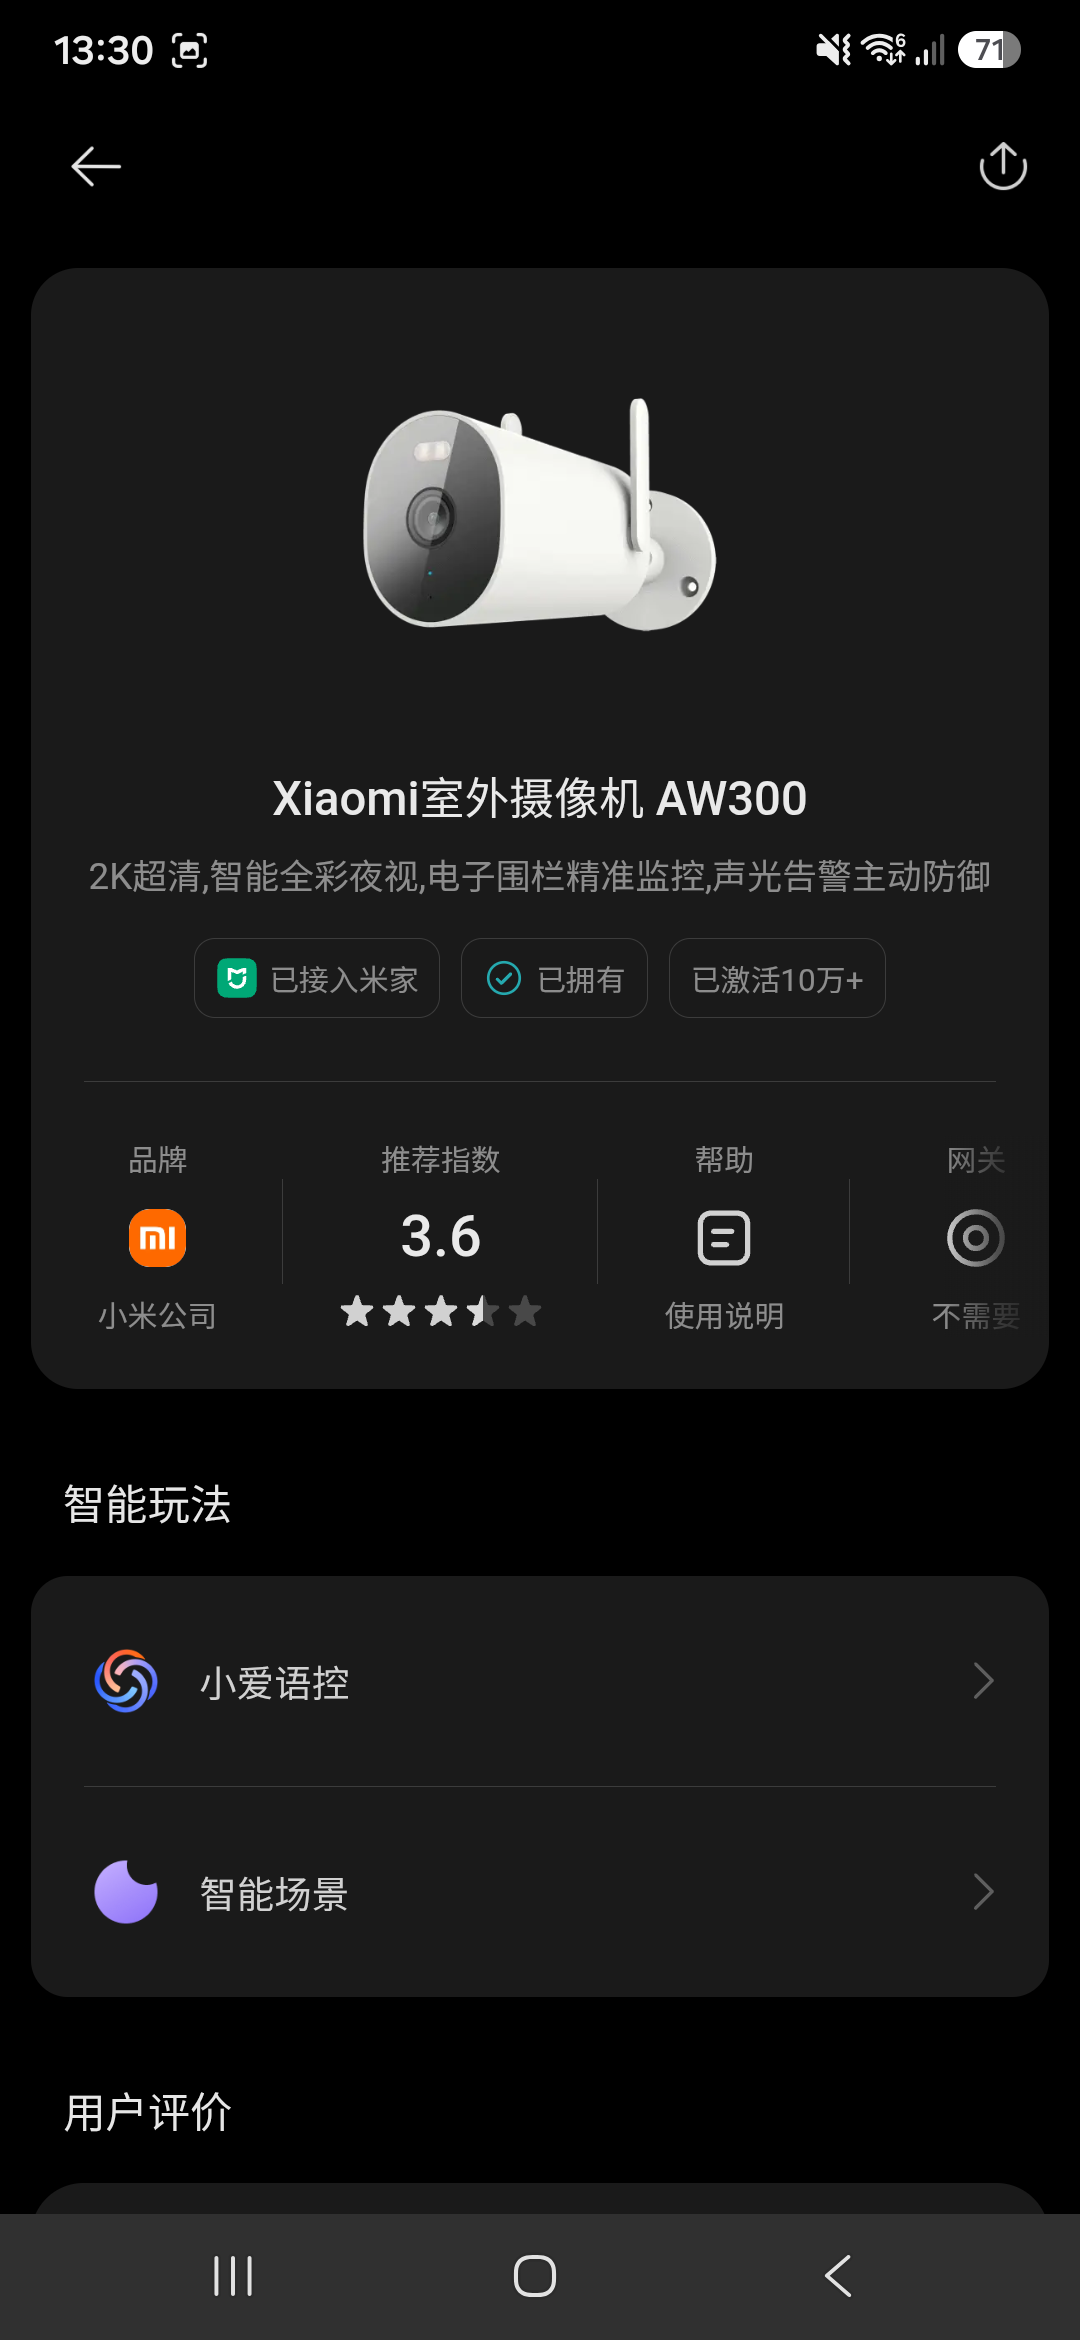 13:30
6
71
Xiaomi室外摄像机 AW300
2K超清,智能全彩夜视,电子围栏精准监控,声光告警主动防御
已接入米家
已拥有
已激活10万+
品牌
推荐指数
帮助
网关
mi
3.6
小米公司
使用说明
不需要
智能玩法
小爱语控
智能场景
用户评价